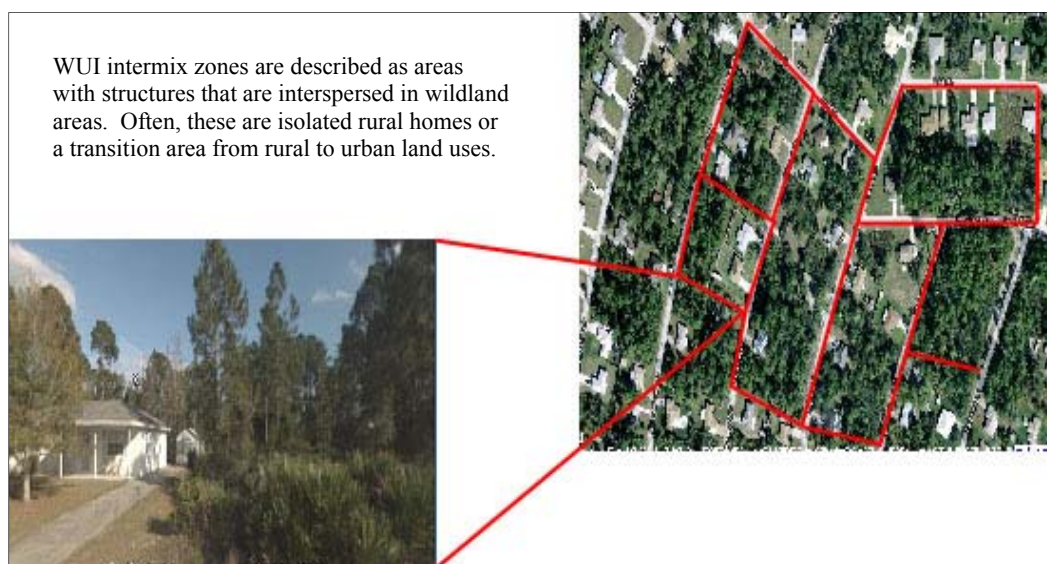 WUI intermix zones are described as areas
with structures that are interspersed in wildland
areas.  Often, these are isolated rural homes or
a transition area from rural to urban land uses.